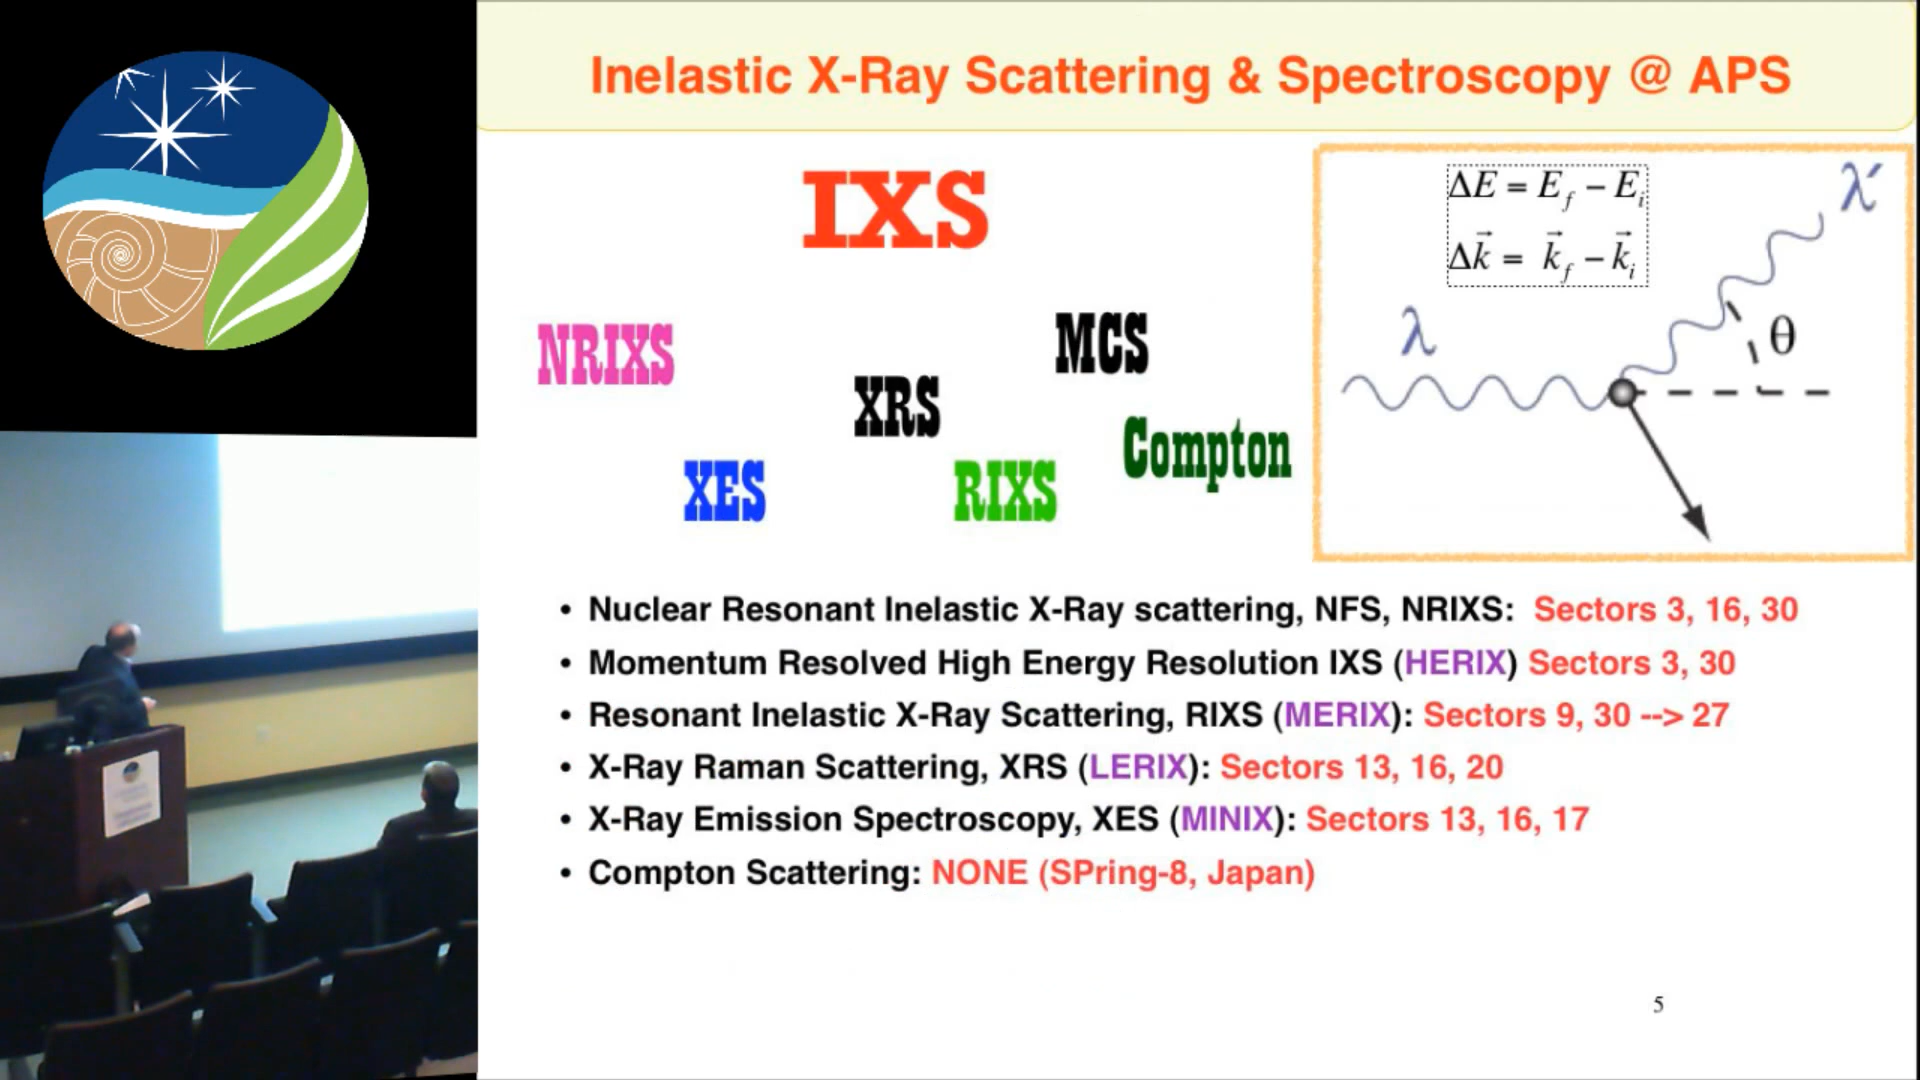 Inelastic X-Ray Scattering & Spectroscopy @ APS
IXS
NRIXS
MCS
XRS
Compton
XES
RIXS
ΔE = E_f − E_i
Δk⃗ = k⃗_f − k⃗_i
λ
λ′
θ
• Nuclear Resonant Inelastic X-Ray scattering, NFS, NRIXS: Sectors 3, 16, 30
• Momentum Resolved High Energy Resolution IXS (HERIX) Sectors 3, 30
• Resonant Inelastic X-Ray Scattering, RIXS (MERIX): Sectors 9, 30 --> 27
• X-Ray Raman Scattering, XRS (LERIX): Sectors 13, 16, 20
• X-Ray Emission Spectroscopy, XES (MINIX): Sectors 13, 16, 17
• Compton Scattering: NONE (SPring-8, Japan)
5